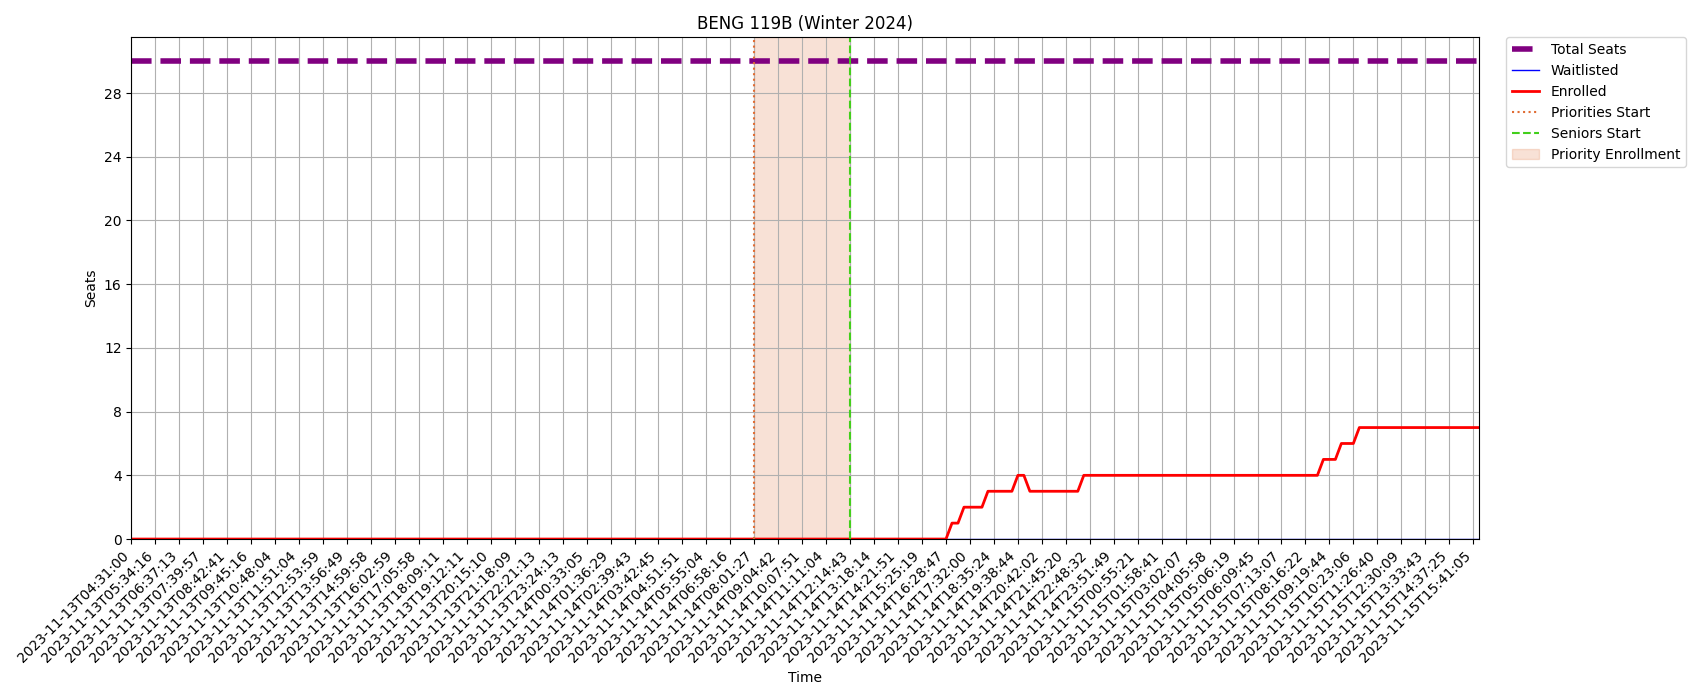 BENG 119B (Winter 2024)
Total Seats
Waitlisted
Enrolled
Priorities Start
Seniors Start
Priority Enrollment
Seats
28
24
20
16
12
8
4
0
2023-11-13T04:31:00
2023-11-13T05:34:16
2023-11-13T06:37:13
2023-11-13T07:39:57
2023-11-13T08:42:41
2023-11-13T09:45:16
2023-11-13T10:48:04
2023-11-13T11:51:04
2023-11-13T12:53:59
2023-11-13T13:56:49
2023-11-13T14:59:58
2023-11-13T16:02:59
2023-11-13T17:05:58
2023-11-13T18:09:11
2023-11-13T19:12:11
2023-11-13T20:15:10
2023-11-13T21:18:09
2023-11-13T22:21:13
2023-11-13T23:24:13
2023-11-14T00:33:05
2023-11-14T01:36:29
2023-11-14T02:39:43
2023-11-14T03:42:45
2023-11-14T04:51:51
2023-11-14T05:55:04
2023-11-14T06:58:16
2023-11-14T08:01:27
2023-11-14T09:04:42
2023-11-14T10:07:51
2023-11-14T11:11:04
2023-11-14T12:14:43
2023-11-14T13:18:14
2023-11-14T14:21:51
2023-11-14T15:25:19
2023-11-14T16:28:47
2023-11-14T17:32:00
2023-11-14T18:35:24
2023-11-14T19:38:44
2023-11-14T20:42:02
2023-11-14T21:45:20
2023-11-14T22:48:32
2023-11-14T23:51:49
2023-11-15T00:55:21
2023-11-15T01:58:41
2023-11-15T03:02:07
2023-11-15T04:05:58
2023-11-15T05:06:19
2023-11-15T06:09:45
2023-11-15T07:13:07
2023-11-15T08:16:22
2023-11-15T09:19:44
2023-11-15T10:23:06
2023-11-15T11:26:40
2023-11-15T12:30:09
2023-11-15T13:33:43
2023-11-15T14:37:25
2023-11-15T15:41:05
Time